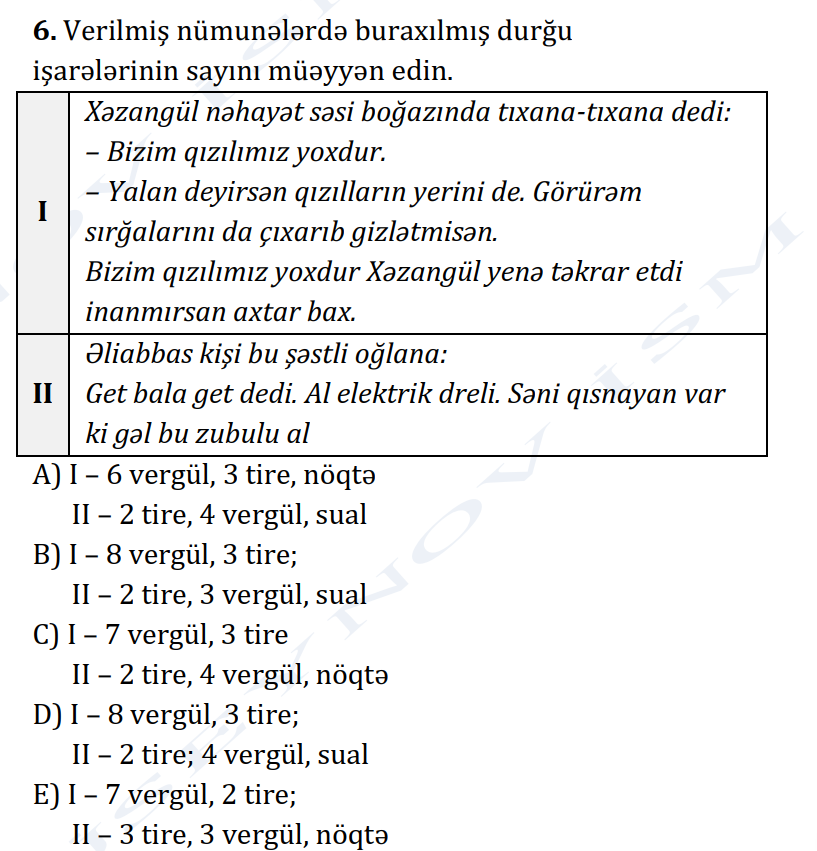 6. Verilmiş nümunələrdə buraxılmış durğu
işarələrinin sayını müəyyən edin.
I
Xəzangül nəhayət səsi boğazında tıxana-tıxana dedi:
– Bizim qızılımız yoxdur.
– Yalan deyirsən qızılların yerini de. Görürəm
sırğalarını da çıxarıb gizlətmisən.
Bizim qızılımız yoxdur Xəzangül yenə təkrar etdi
inanmırsan axtar bax.
II
Əliabbas kişi bu şəstli oğlana:
Get bala get dedi. Al elektrik dreli. Səni qısnayan var
ki gəl bu zubulu al
A) I – 6 vergül, 3 tire, nöqtə
II – 2 tire, 4 vergül, sual
B) I – 8 vergül, 3 tire;
II – 2 tire, 3 vergül, sual
C) I – 7 vergül, 3 tire
II – 2 tire, 4 vergül, nöqtə
D) I – 8 vergül, 3 tire;
II – 2 tire; 4 vergül, sual
E) I – 7 vergül, 2 tire;
II – 3 tire, 3 vergül, nöqtə